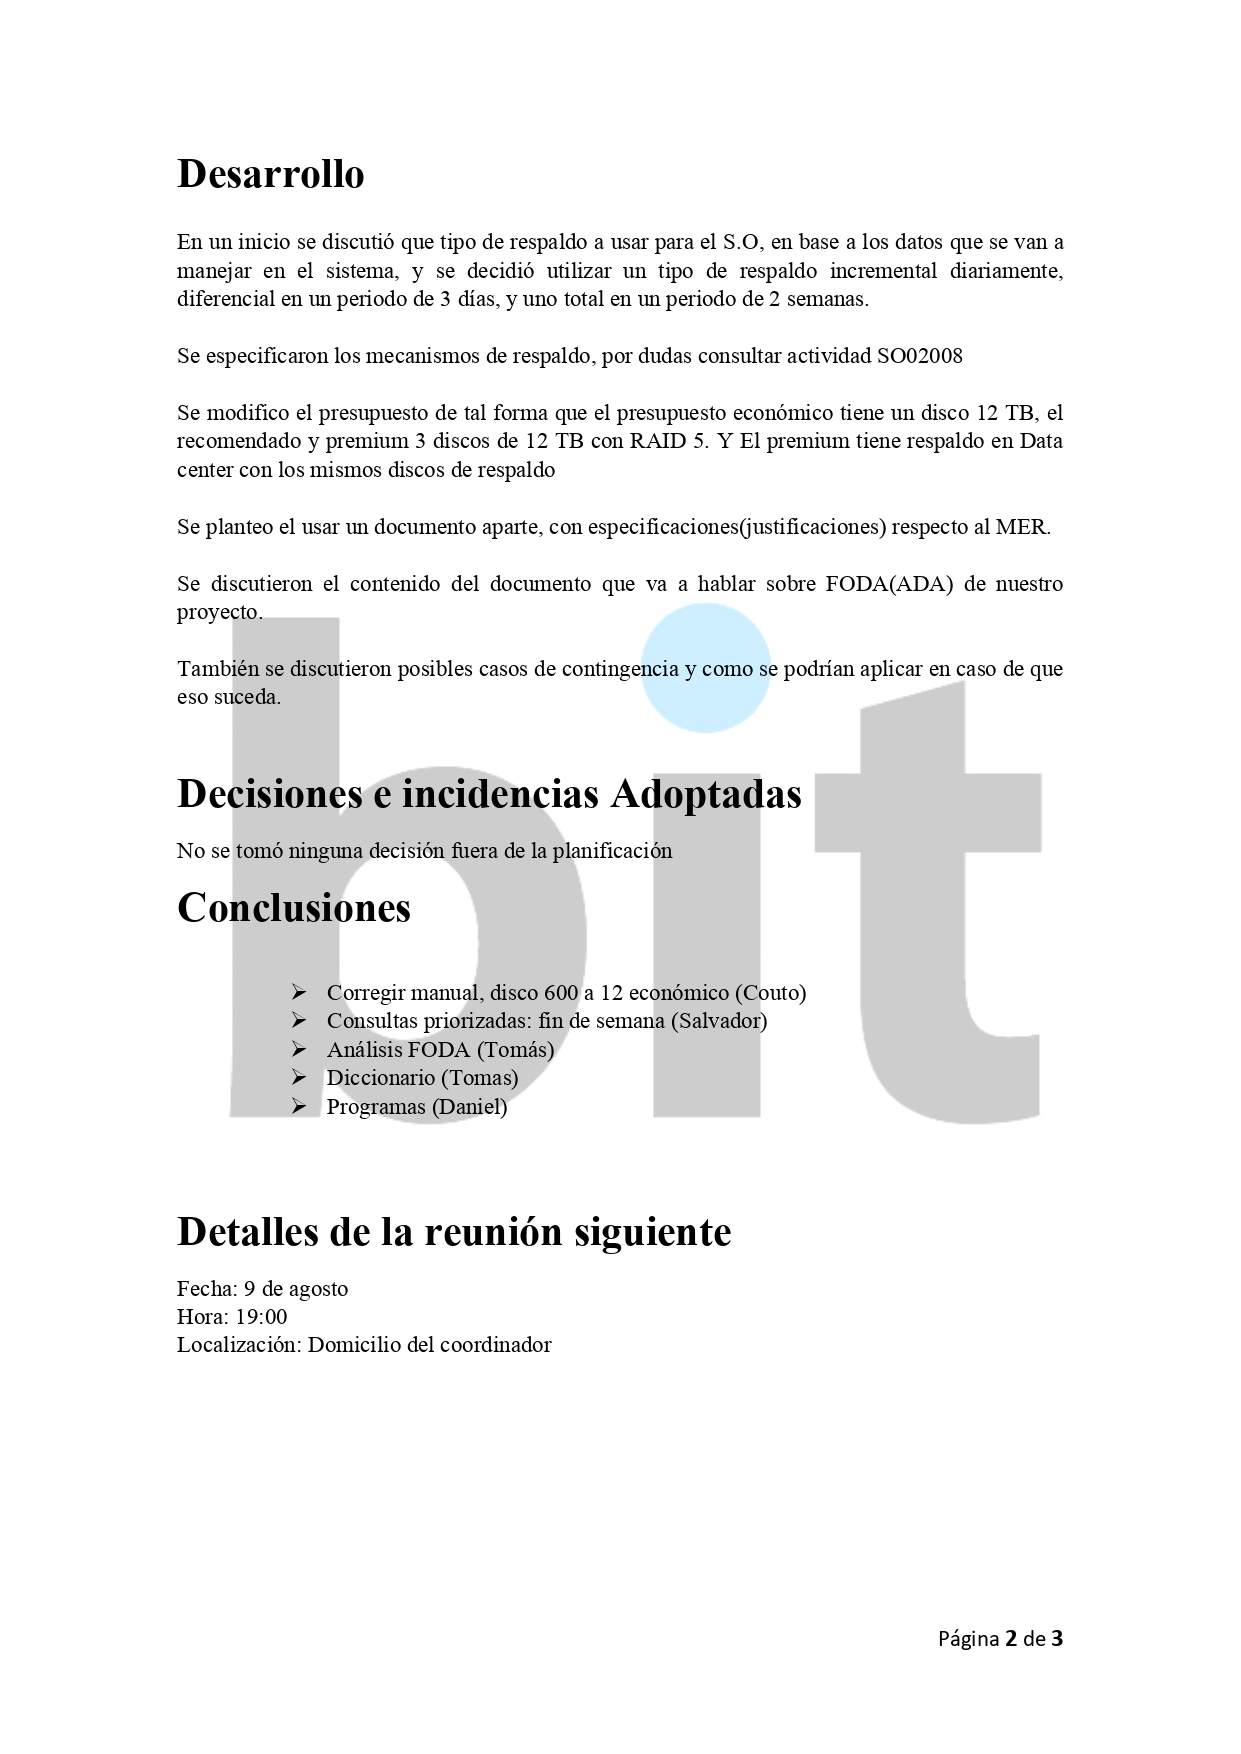 Desarrollo
En un inicio se discutió que tipo de respaldo a usar para el S.O, en base a los datos que se van a
manejar en el sistema, y se decidió utilizar un tipo de respaldo incremental diariamente,
diferencial en un periodo de 3 días, y uno total en un periodo de 2 semanas.
Se especificaron los mecanismos de respaldo, por dudas consultar actividad SO02008
Se modifico el presupuesto de tal forma que el presupuesto económico tiene un disco 12 TB, el
recomendado y premium 3 discos de 12 TB con RAID 5. Y El premium tiene respaldo en Data
center con los mismos discos de respaldo
Se planteo el usar un documento aparte, con especificaciones(justificaciones) respecto al MER.
Se discutieron el contenido del documento que va a hablar sobre FODA(ADA) de nuestro
proyecto.
También se discutieron posibles casos de contingencia y como se podrían aplicar en caso de que
eso suceda.
bit
Decisiones e incidencias Adoptadas
No se tomó ninguna decisión fuera de la planificación
Conclusiones
➢ Corregir manual, disco 600 a 12 económico (Couto)
➢ Consultas priorizadas: fin de semana (Salvador)
➢ Análisis FODA (Tomás)
➢ Diccionario (Tomas)
➢ Programas (Daniel)
Detalles de la reunión siguiente
Fecha: 9 de agosto
Hora: 19:00
Localización: Domicilio del coordinador
Página 2 de 3